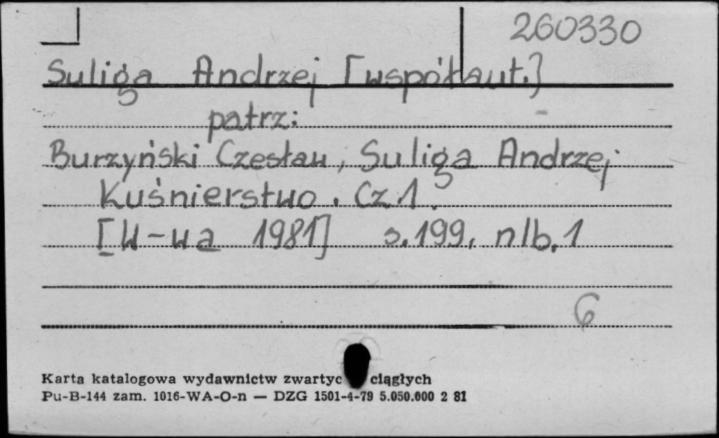 260330
Suliga Andrzej [współaut.]
patrz:
Burzyński Czesław, Suliga Andrzej
Kuśnierstwo. Cz 1.
[W-wa 1981] s. 199, nlb. 1
6
Karta katalogowa wydawnictw zwartyc ciągłych
Pu-B-144 zam. 1016-WA-O-n — DZG 1501-4-79 5.050.000 2 81